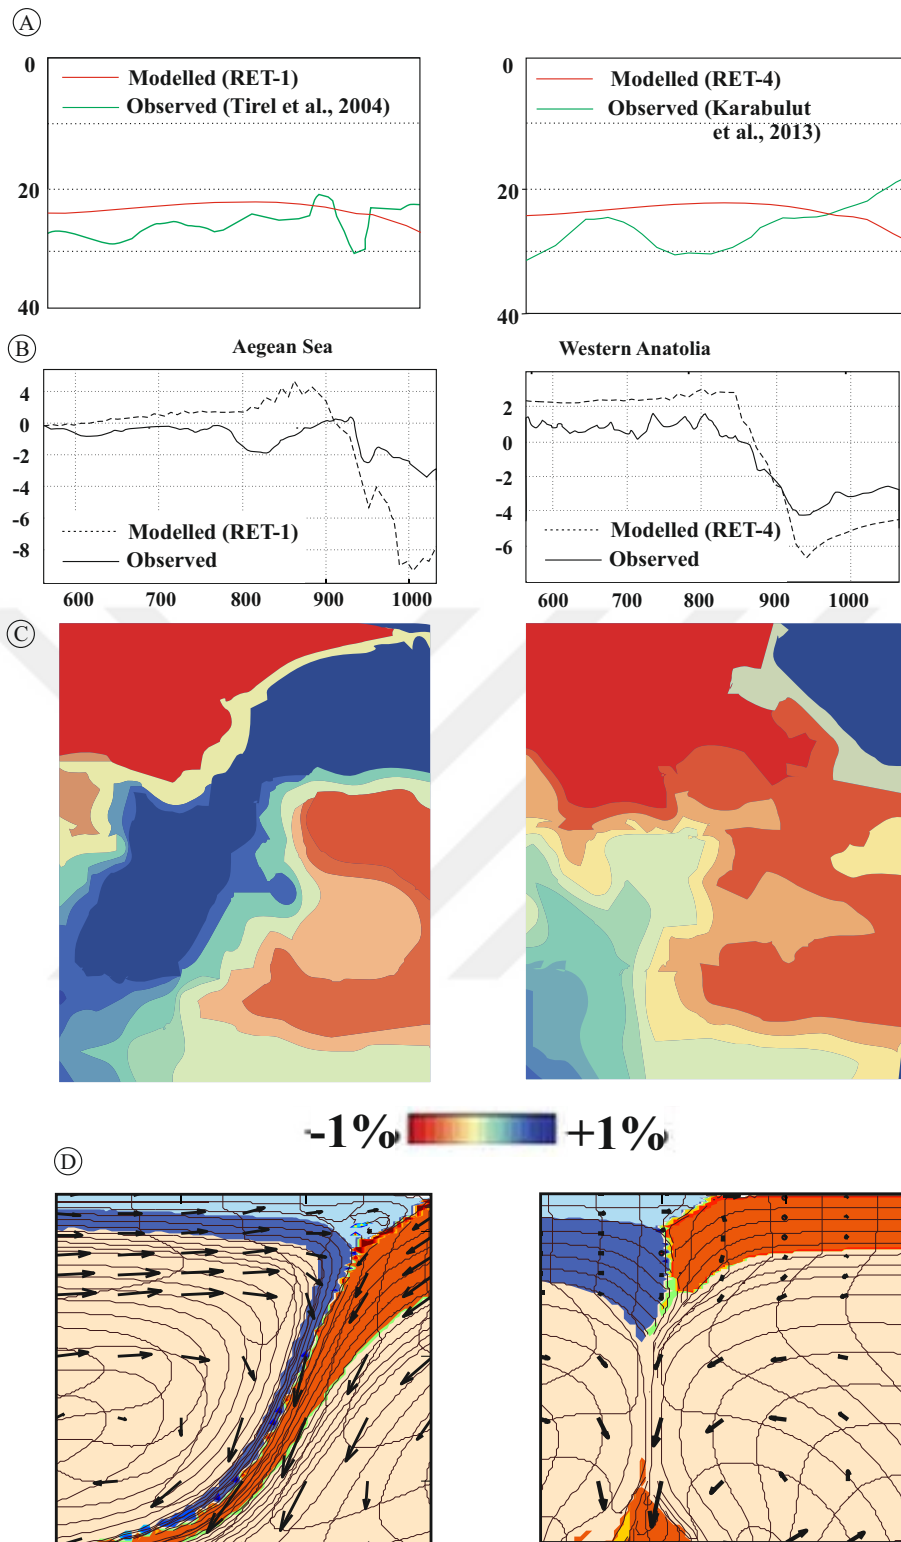 A
0
20
30
40
Modelled (RET-1)
Observed (Tirel et al., 2004)
0
20
30
40
Modelled (RET-4)
Observed (Karabulut
et al., 2013)
B
Aegean Sea
4
2
0
-2
-4
-6
-8
Modelled (RET-1)
Observed
600
700
800
900
1000
Western Anatolia
2
0
-2
-4
-6
Modelled (RET-4)
Observed
600
700
800
900
1000
C
-1%
+1%
D